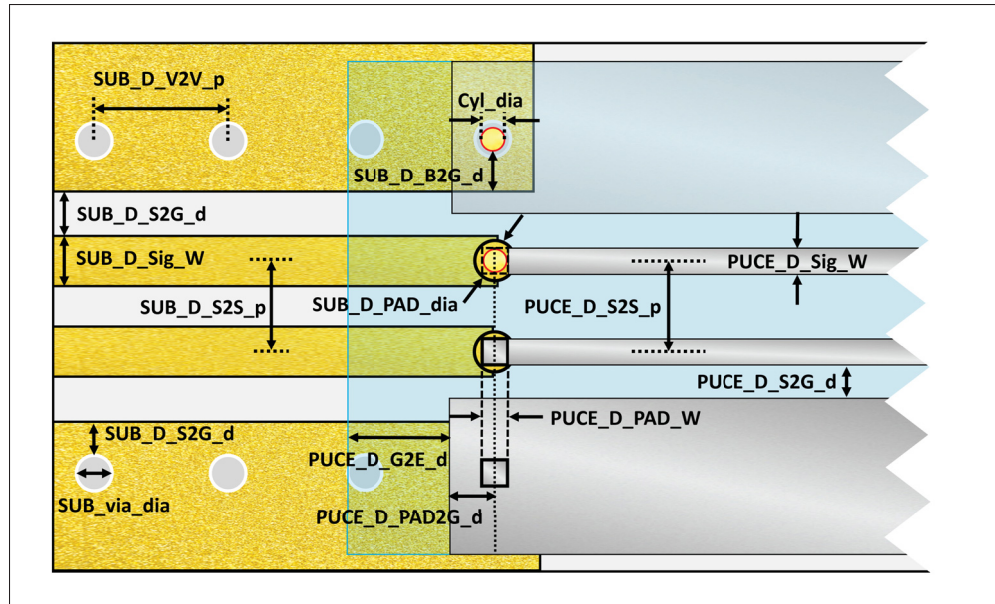 SUB_D_V2V_p
Cyl_dia
SUB_D_B2G_d
SUB_D_S2G_d
SUB_D_Sig_W
PUCE_D_Sig_W
SUB_D_S2S_p
SUB_D_PAD_dia
PUCE_D_S2S_p
PUCE_D_S2G_d
PUCE_D_PAD_W
SUB_D_S2G_d
PUCE_D_G2E_d
SUB_via_dia
PUCE_D_PAD2G_d